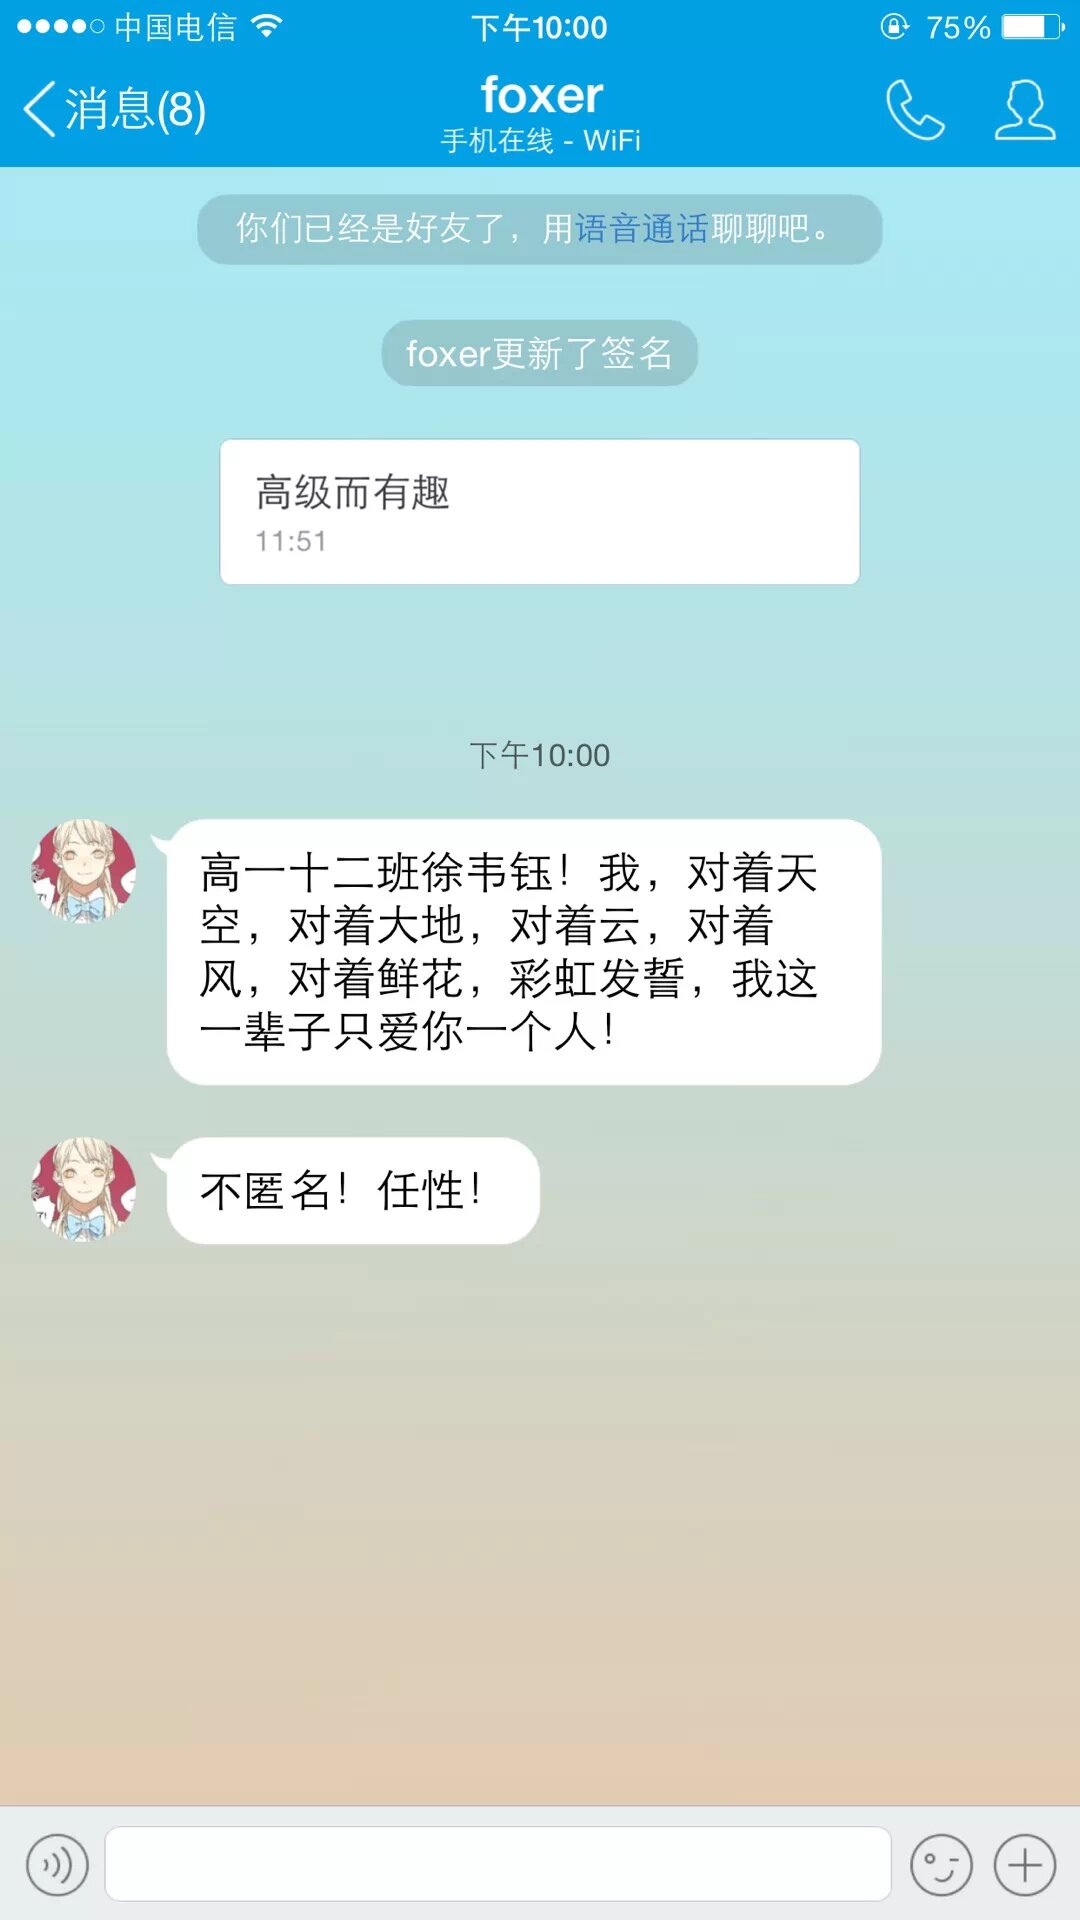 中国电信
下午10:00
75%
消息(8)
foxer
手机在线 - WiFi
你们已经是好友了，用语音通话聊聊吧。
foxer更新了签名
高级而有趣
11:51
下午10:00
高一十二班徐韦钰！我，对着天
空，对着大地，对着云，对着
风，对着鲜花，彩虹发誓，我这
一辈子只爱你一个人！
不匿名！任性！